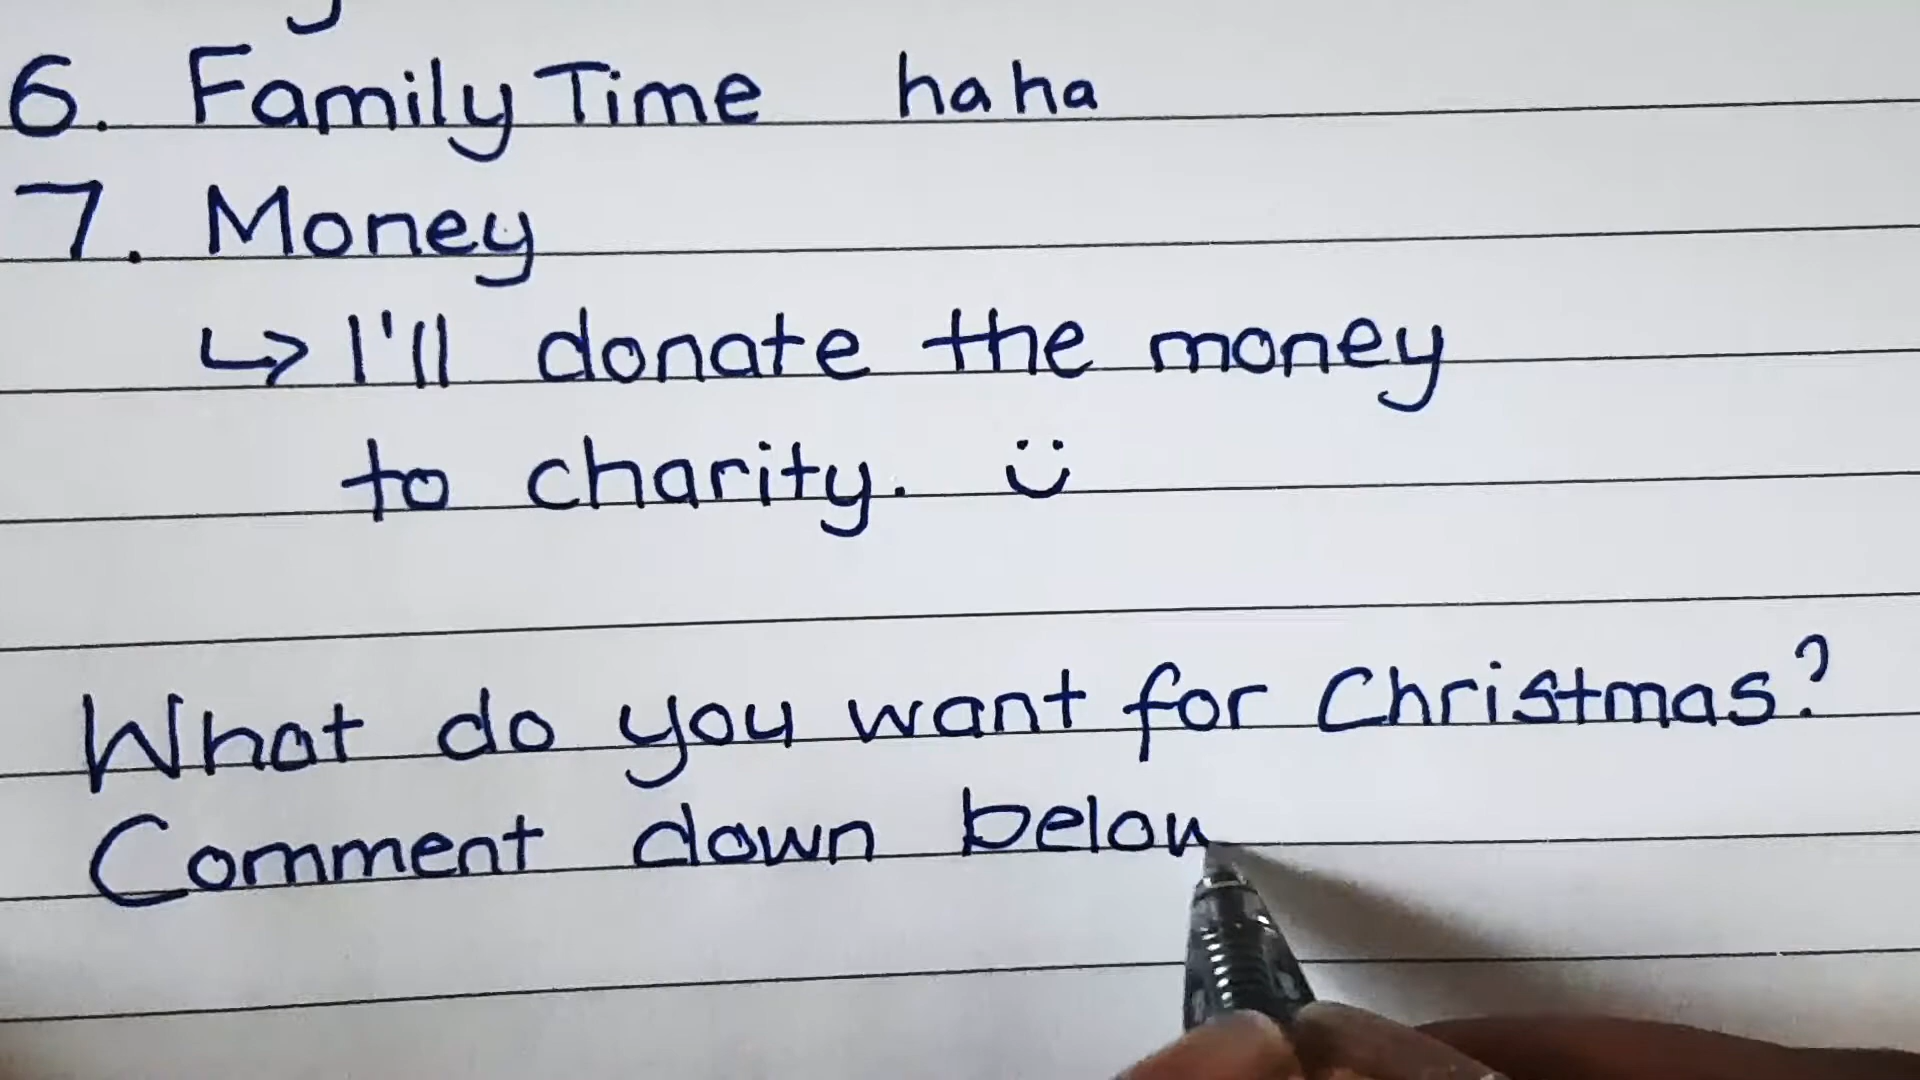 6. Family Time haha
7. Money
↳ I'll donate the money
to charity. ü
What do you want for Christmas?
Comment down below